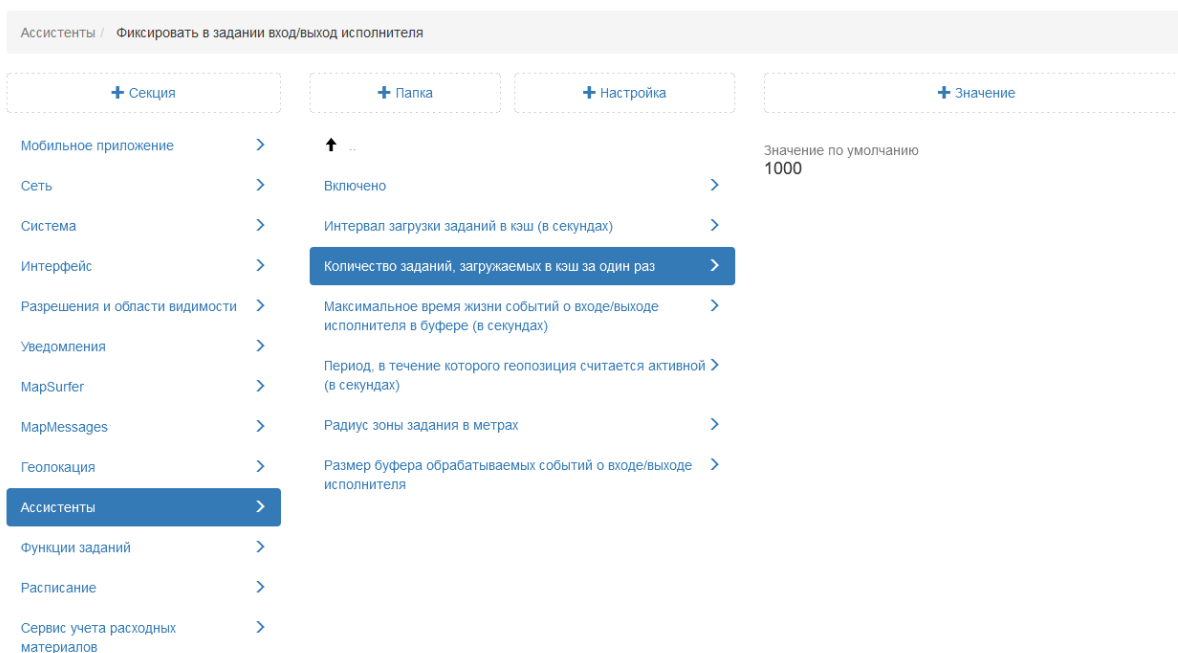 Ассистенты / Фиксировать в задании вход/выход исполнителя
+ Секция
+ Папка
+ Настройка
+ Значение
Мобильное приложение
Сеть
Система
Интерфейс
Разрешения и области видимости
Уведомления
MapSurfer
MapMessages
Геолокация
Ассистенты
Функции заданий
Расписание
Сервис учета расходных
материалов
..
Включено
Интервал загрузки заданий в кэш (в секундах)
Количество заданий, загружаемых в кэш за один раз
Максимальное время жизни событий о входе/выходе
исполнителя в буфере (в секундах)
Период, в течение которого геопозиция считается активной
(в секундах)
Радиус зоны задания в метрах
Размер буфера обрабатываемых событий о входе/выходе
исполнителя
Значение по умолчанию
1000